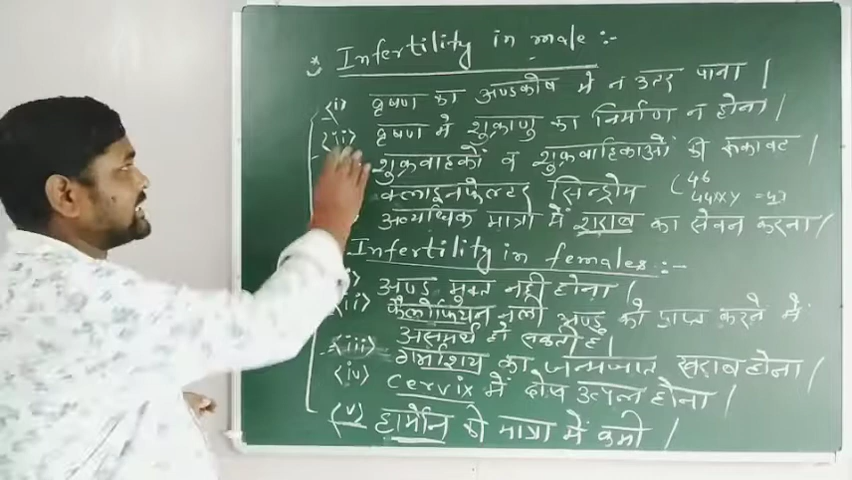 * Infertility in male :-
<i> वृषण का अण्डकोष में न उतर पाना |
<ii> वृषण में शुक्राणु का निर्माण न होना |
शुक्रवाहकों व शुक्रवाहिकाओं की रुकावट |
क्लाइनफेल्टर सिन्ड्रोम (46
44XXY = 47
अत्यधिक मात्रा में शराब का सेवन करना |
Infertility in females :-
अण्ड मुक्त नहीं होना |
<ii> फैलोपियन नली अण्ड को प्राप्त करने में
असमर्थ हो सकती है |
<iii> गर्भाशय का जन्मजात खराब होना |
<iv> Cervix में दोष उत्पन्न होना |
<v> हार्मोन की मात्रा में कमी |